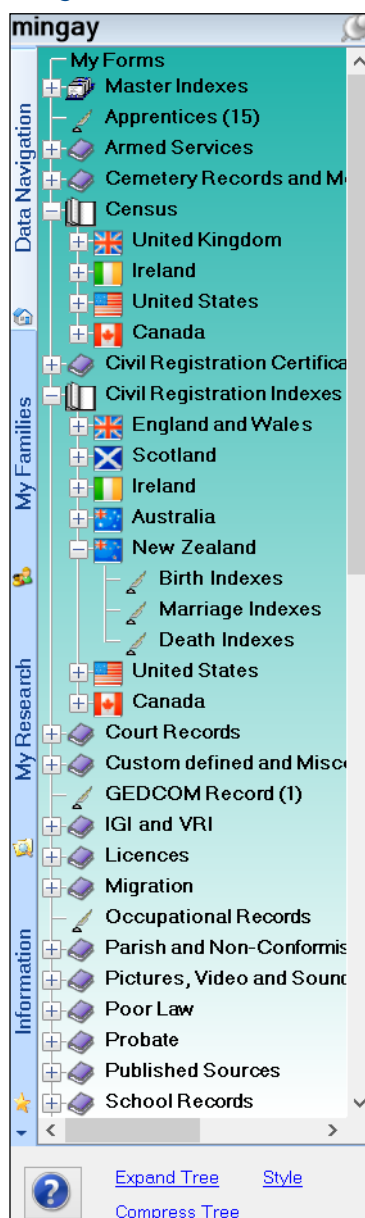 mingay
My Forms
Master Indexes
Apprentices (15)
Armed Services
Cemetery Records and M
Census
United Kingdom
Ireland
United States
Canada
Civil Registration Certifica
Civil Registration Indexes
England and Wales
Scotland
Ireland
Australia
New Zealand
Birth Indexes
Marriage Indexes
Death Indexes
United States
Canada
Court Records
Custom defined and Misc
GEDCOM Record (1)
IGI and VRI
Licences
Migration
Occupational Records
Parish and Non-Conformis
Pictures, Video and Sound
Poor Law
Probate
Published Sources
School Records
Data Navigation
My Families
My Research
Information
Expand Tree Style
Compress Tree